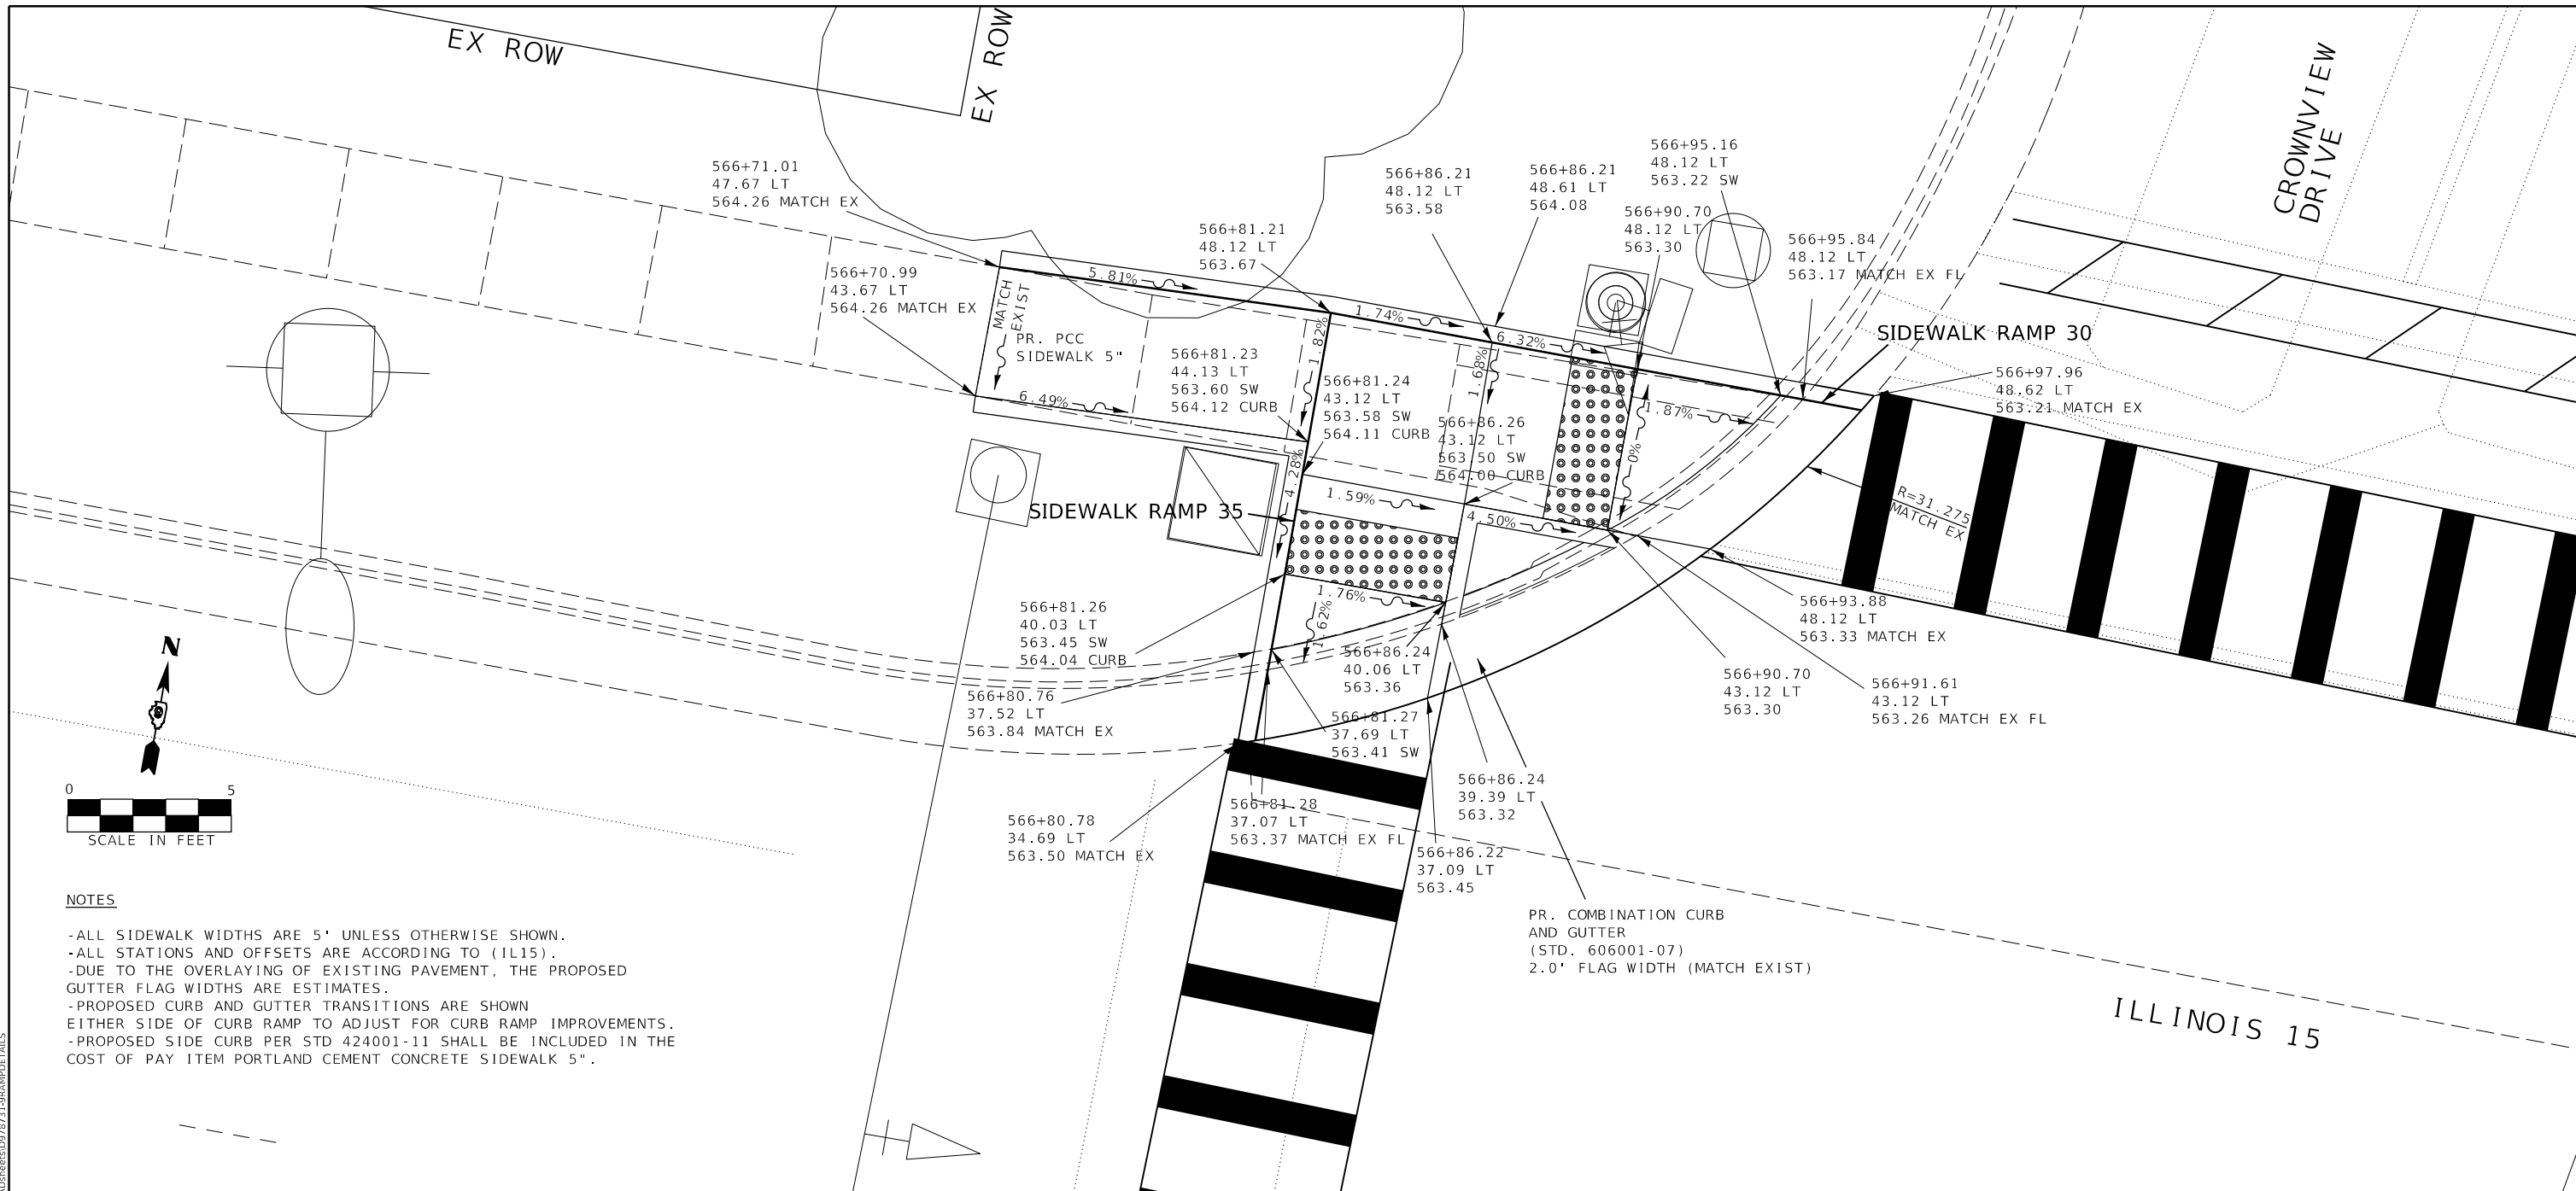 EX ROW
EX ROW
CROWNVIEW
DRIVE
566+71.01
47.67 LT
564.26 MATCH EX
566+70.99
43.67 LT
564.26 MATCH EX
566+81.21
48.12 LT
563.67
566+86.21
48.12 LT
563.58
566+86.21
48.61 LT
564.08
566+95.16
48.12 LT
563.22 SW
566+90.70
48.12 LT
563.30
566+95.84
48.12 LT
563.17 MATCH EX FL
SIDEWALK RAMP 30
566+97.96
48.62 LT
563.21 MATCH EX
MATCH
EXIST
PR. PCC
SIDEWALK 5"
5.81%
1.74%
6.32%
1.82%
1.68%
6.49%
1.87%
566+81.23
44.13 LT
563.60 SW
564.12 CURB
566+81.24
43.12 LT
563.58 SW
564.11 CURB
566+86.26
43.12 LT
563.50 SW
564.00 CURB
4.28%
0%
1.59%
4.50%
SIDEWALK RAMP 35
R=31.275
MATCH EX
1.76%
1.62%
566+81.26
40.03 LT
563.45 SW
564.04 CURB
566+93.88
48.12 LT
563.33 MATCH EX
566+86.24
40.06 LT
563.36
566+90.70
43.12 LT
563.30
566+91.61
43.12 LT
563.26 MATCH EX FL
566+80.76
37.52 LT
563.84 MATCH EX
566+81.27
37.69 LT
563.41 SW
566+86.24
39.39 LT
563.32
566+80.78
34.69 LT
563.50 MATCH EX
566+81.28
37.07 LT
563.37 MATCH EX FL
566+86.22
37.09 LT
563.45
PR. COMBINATION CURB
AND GUTTER
(STD. 606001-07)
2.0' FLAG WIDTH (MATCH EXIST)
ILLINOIS 15
N
0 5
SCALE IN FEET
NOTES
-ALL SIDEWALK WIDTHS ARE 5' UNLESS OTHERWISE SHOWN.
-ALL STATIONS AND OFFSETS ARE ACCORDING TO (IL15).
-DUE TO THE OVERLAYING OF EXISTING PAVEMENT, THE PROPOSED
GUTTER FLAG WIDTHS ARE ESTIMATES.
-PROPOSED CURB AND GUTTER TRANSITIONS ARE SHOWN
EITHER SIDE OF CURB RAMP TO ADJUST FOR CURB RAMP IMPROVEMENTS.
-PROPOSED SIDE CURB PER STD 424001-11 SHALL BE INCLUDED IN THE
COST OF PAY ITEM PORTLAND CEMENT CONCRETE SIDEWALK 5".